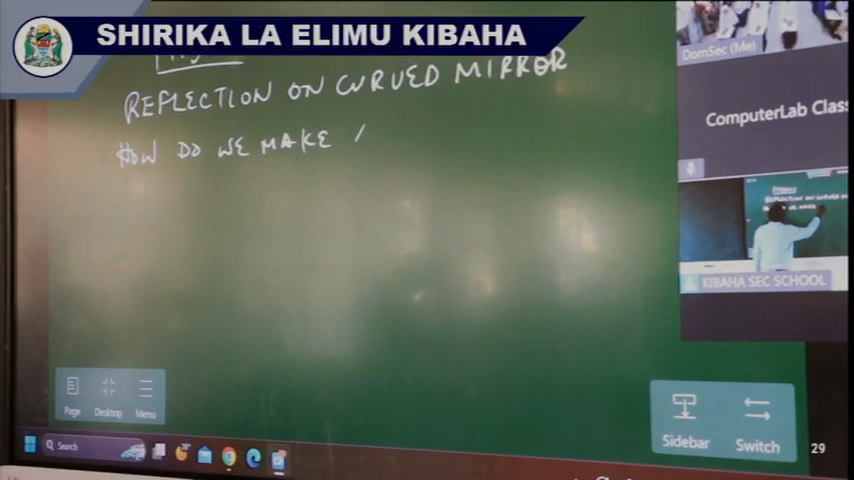 SHIRIKA LA ELIMU KIBAHA
REFLECTION ON CURVED MIRROR
HOW DO WE MAKE
DomSec (Me)
ComputerLab Class
KIBAHA SEC SCHOOL
Page
Desktop
Menu
Sidebar
Switch
Search
29